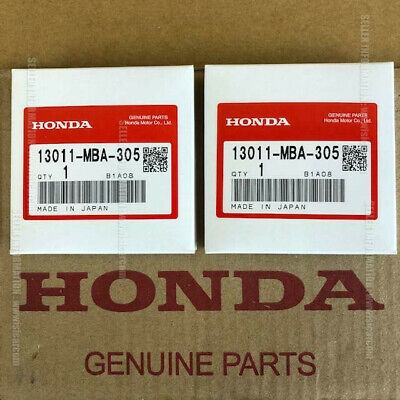 HONDA
GENUINE PARTS
Honda Motor Co., Ltd.
13011-MBA-305
QTY 1 B1A08
MADE IN JAPAN
HONDA
GENUINE PARTS
Honda Motor Co., Ltd.
13011-MBA-305
QTY 1 B1A08
MADE IN JAPAN
HONDA
GENUINE PARTS